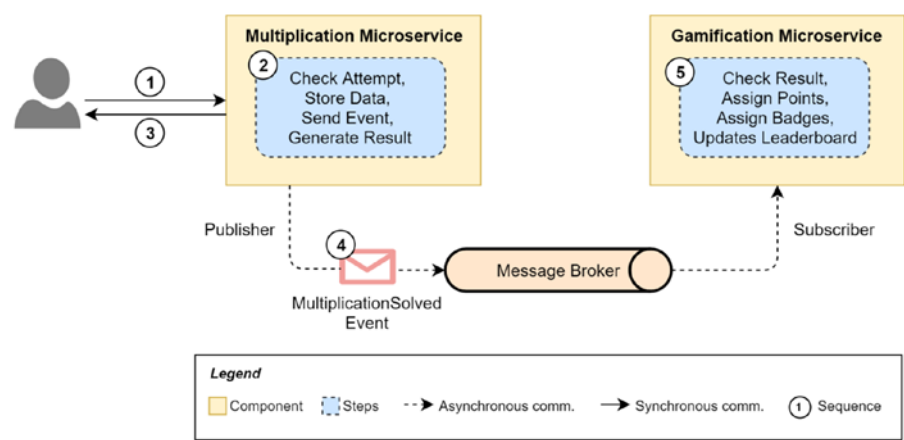 Multiplication Microservice
2
Check Attempt,
Store Data,
Send Event,
Generate Result
1
3
Gamification Microservice
5
Check Result,
Assign Points,
Assign Badges,
Updates Leaderboard
Publisher
4
MultiplicationSolved
Event
Message Broker
Subscriber
Legend
Component
Steps
Asynchronous comm.
Synchronous comm.
1
Sequence